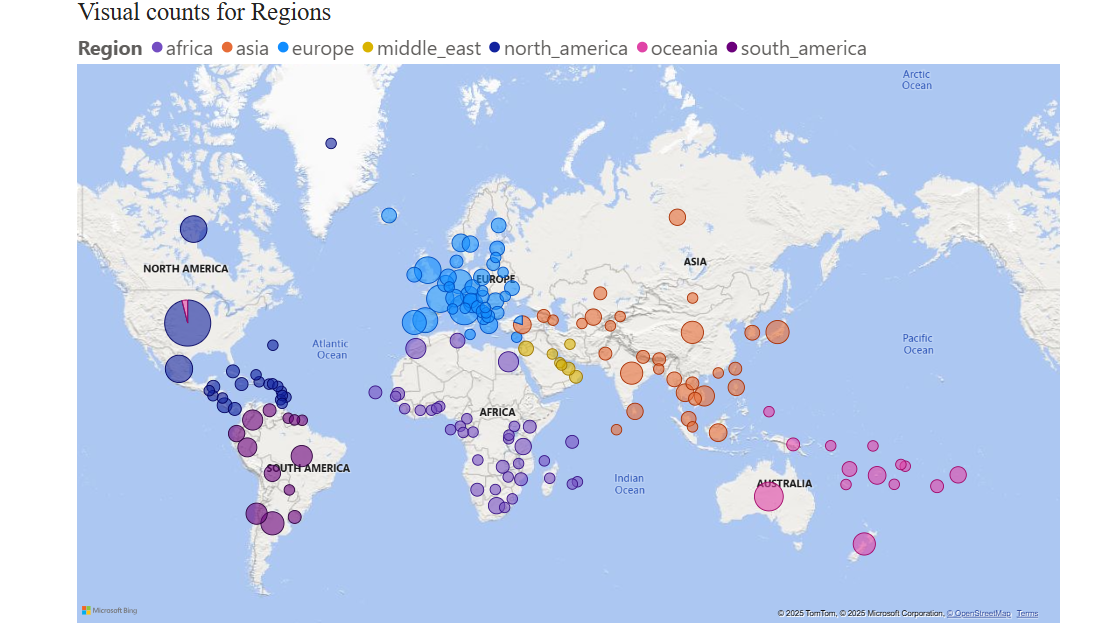 Visual counts for Regions
Region africa asia europe middle_east north_america oceania south_america
Arctic
Ocean
NORTH AMERICA
ASIA
EUROPE
Atlantic
Ocean
Pacific
Ocean
AFRICA
SOUTH AMERICA
Indian
Ocean
AUSTRALIA
Microsoft Bing
© 2025 TomTom, © 2025 Microsoft Corporation, © OpenStreetMap Terms